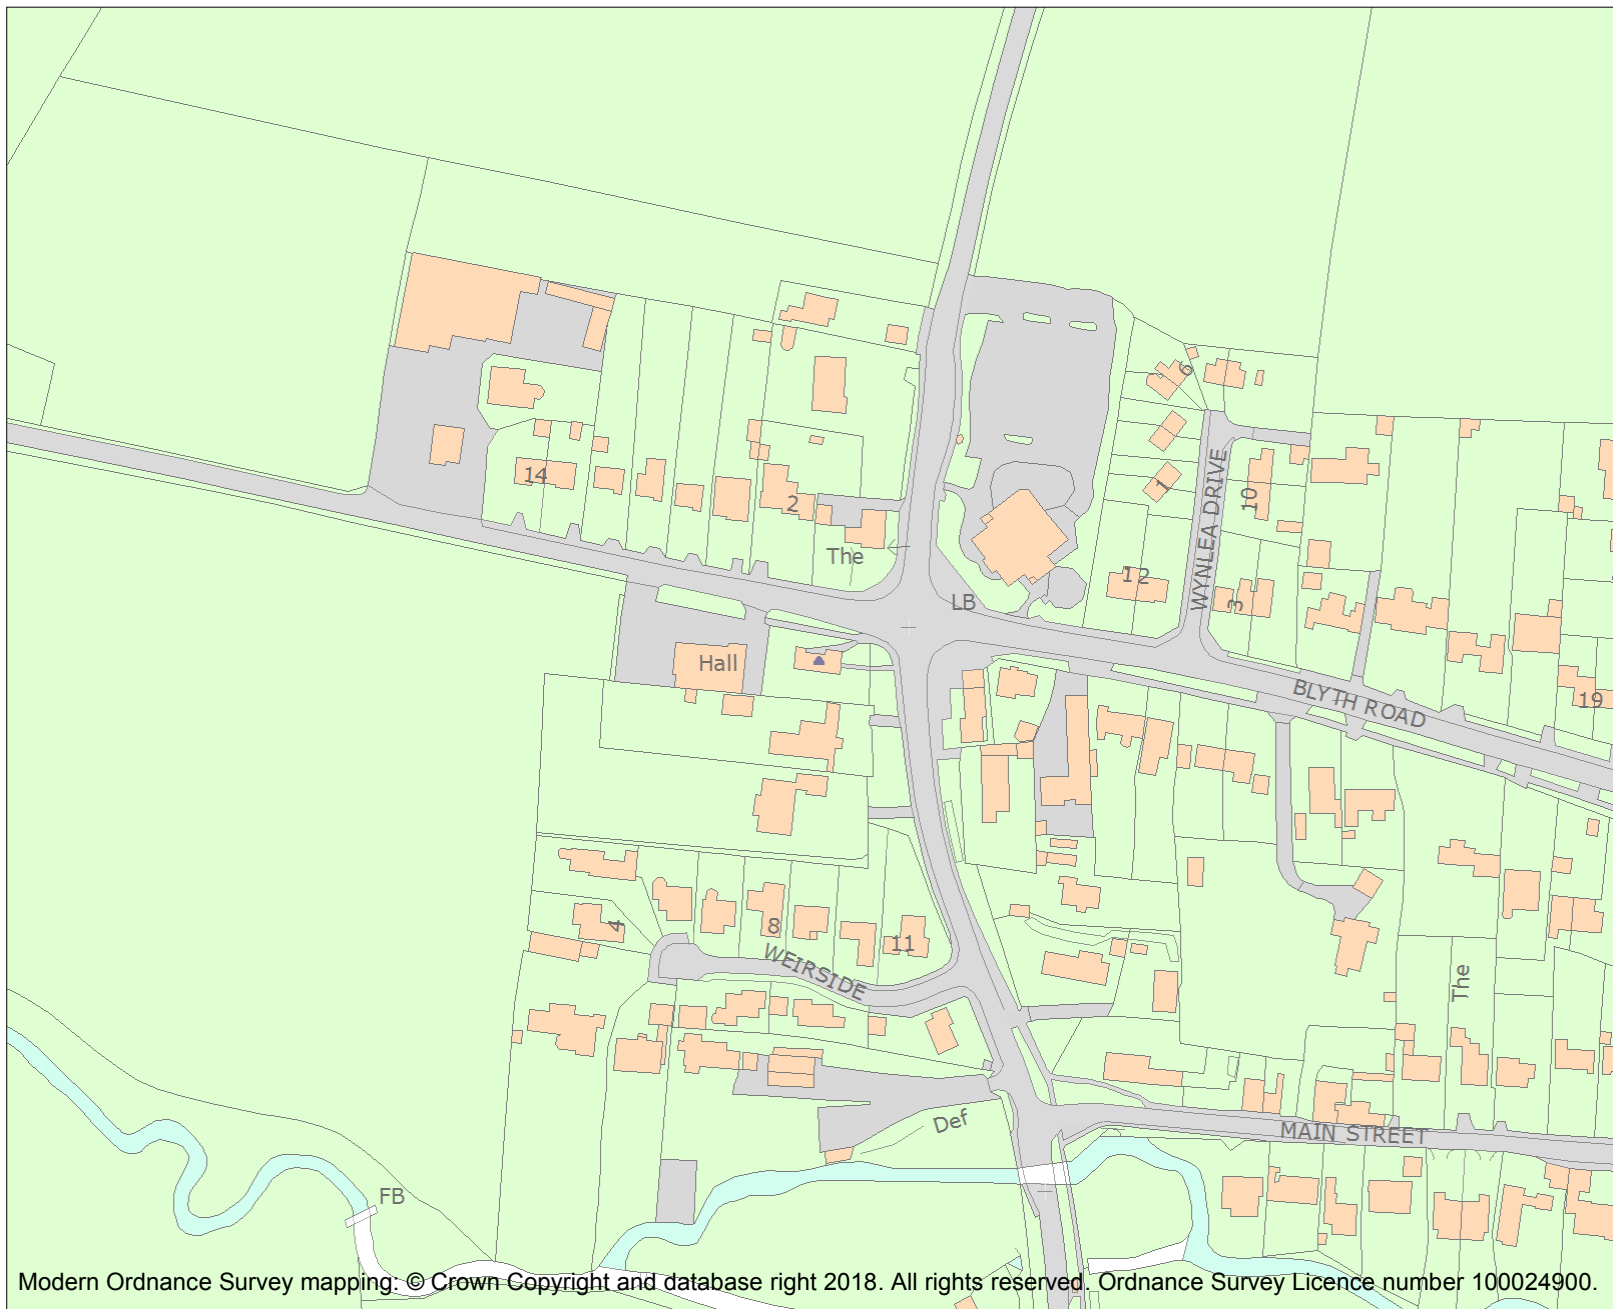 6
14
1
WYNLEA DRIVE
10
2
The
12
LB
3
Hall
BLYTH ROAD
19
4
8
11
WEIRSIDE
The
Def
MAIN STREET
FB
Modern Ordnance Survey mapping: © Crown Copyright and database right 2018. All rights reserved. Ordnance Survey Licence number 100024900.